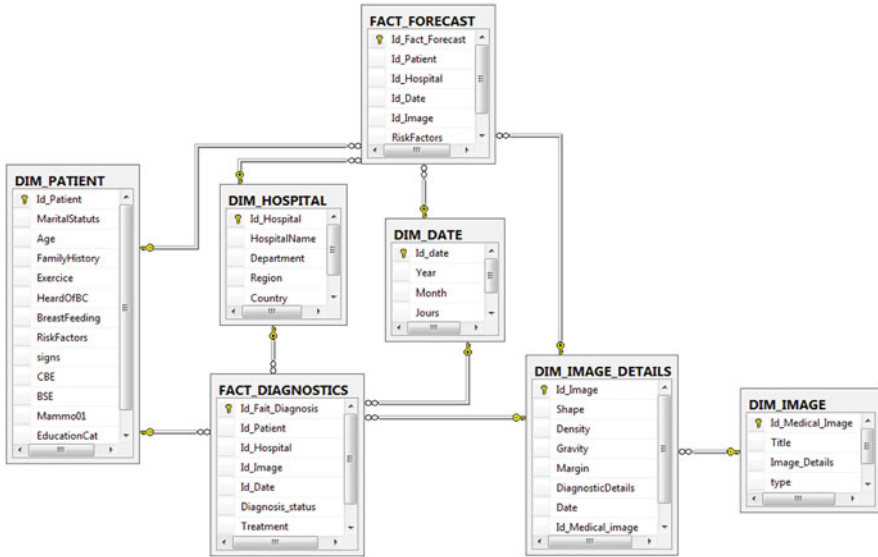 FACT_FORECAST
Id_Fact_Forecast
Id_Patient
Id_Hospital
Id_Date
Id_Image
RiskFactors
DIM_PATIENT
Id_Patient
MaritalStatuts
Age
FamilyHistory
Exercice
HeardOfBC
BreastFeeding
RiskFactors
signs
CBE
BSE
Mammo01
EducationCat
DIM_HOSPITAL
Id_Hospital
HospitalName
Department
Region
Country
DIM_DATE
Id_date
Year
Month
Jours
FACT_DIAGNOSTICS
Id_Fait_Diagnosis
Id_Patient
Id_Hospital
Id_Image
Id_Date
Diagnosis_status
Treatment
DIM_IMAGE_DETAILS
Id_Image
Shape
Density
Gravity
Margin
DiagnosticDetails
Date
Id_Medical_image
DIM_IMAGE
Id_Medical_Image
Title
Image_Details
type